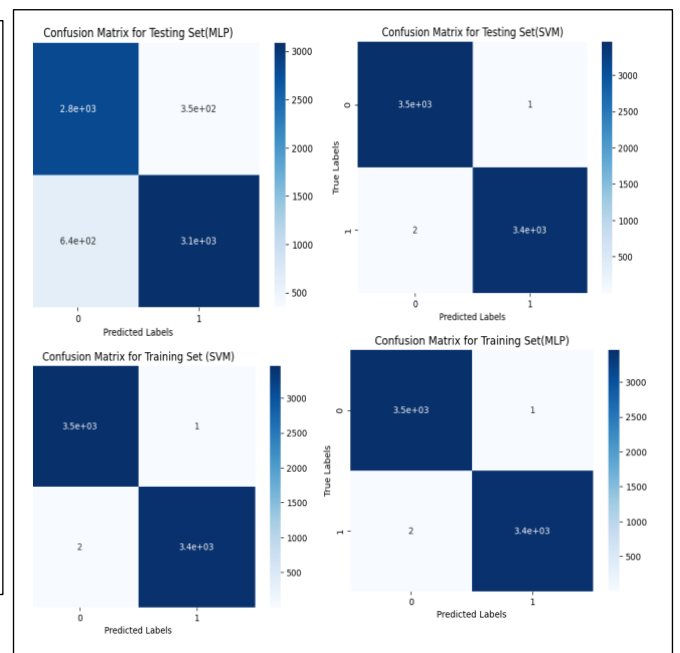 Confusion Matrix for Testing Set(MLP)
2.8e+03 3.5e+02
6.4e+02 3.1e+03
0 1
Predicted Labels
3000
2500
2000
1500
1000
500
Confusion Matrix for Testing Set(SVM)
True Labels
0
1
3.5e+03 1
2 3.4e+03
0 1
Predicted Labels
3000
2500
2000
1500
1000
500
Confusion Matrix for Training Set (SVM)
3.5e+03 1
2 3.4e+03
0 1
Predicted Labels
3000
2500
2000
1500
1000
500
Confusion Matrix for Training Set(MLP)
True Labels
0
1
3.5e+03 1
2 3.4e+03
0 1
Predicted Labels
3000
2500
2000
1500
1000
500